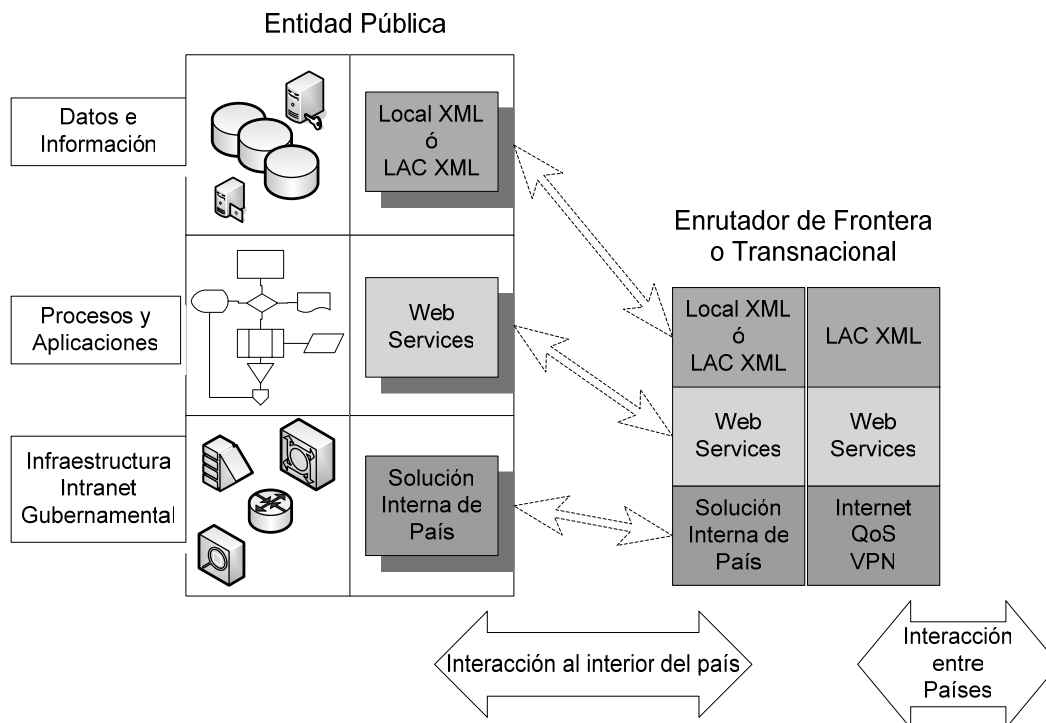 Entidad Pública
Datos e
Información
Local XML
ó
LAC XML
Procesos y
Aplicaciones
Web
Services
Infraestructura
Intranet
Gubernamental
Solución
Interna de
País
Enrutador de Frontera
o Transnacional
Local XML
ó
LAC XML
LAC XML
Web
Services
Web
Services
Solución
Interna de
País
Internet
QoS
VPN
Interacción al interior del país
Interacción
entre
Países